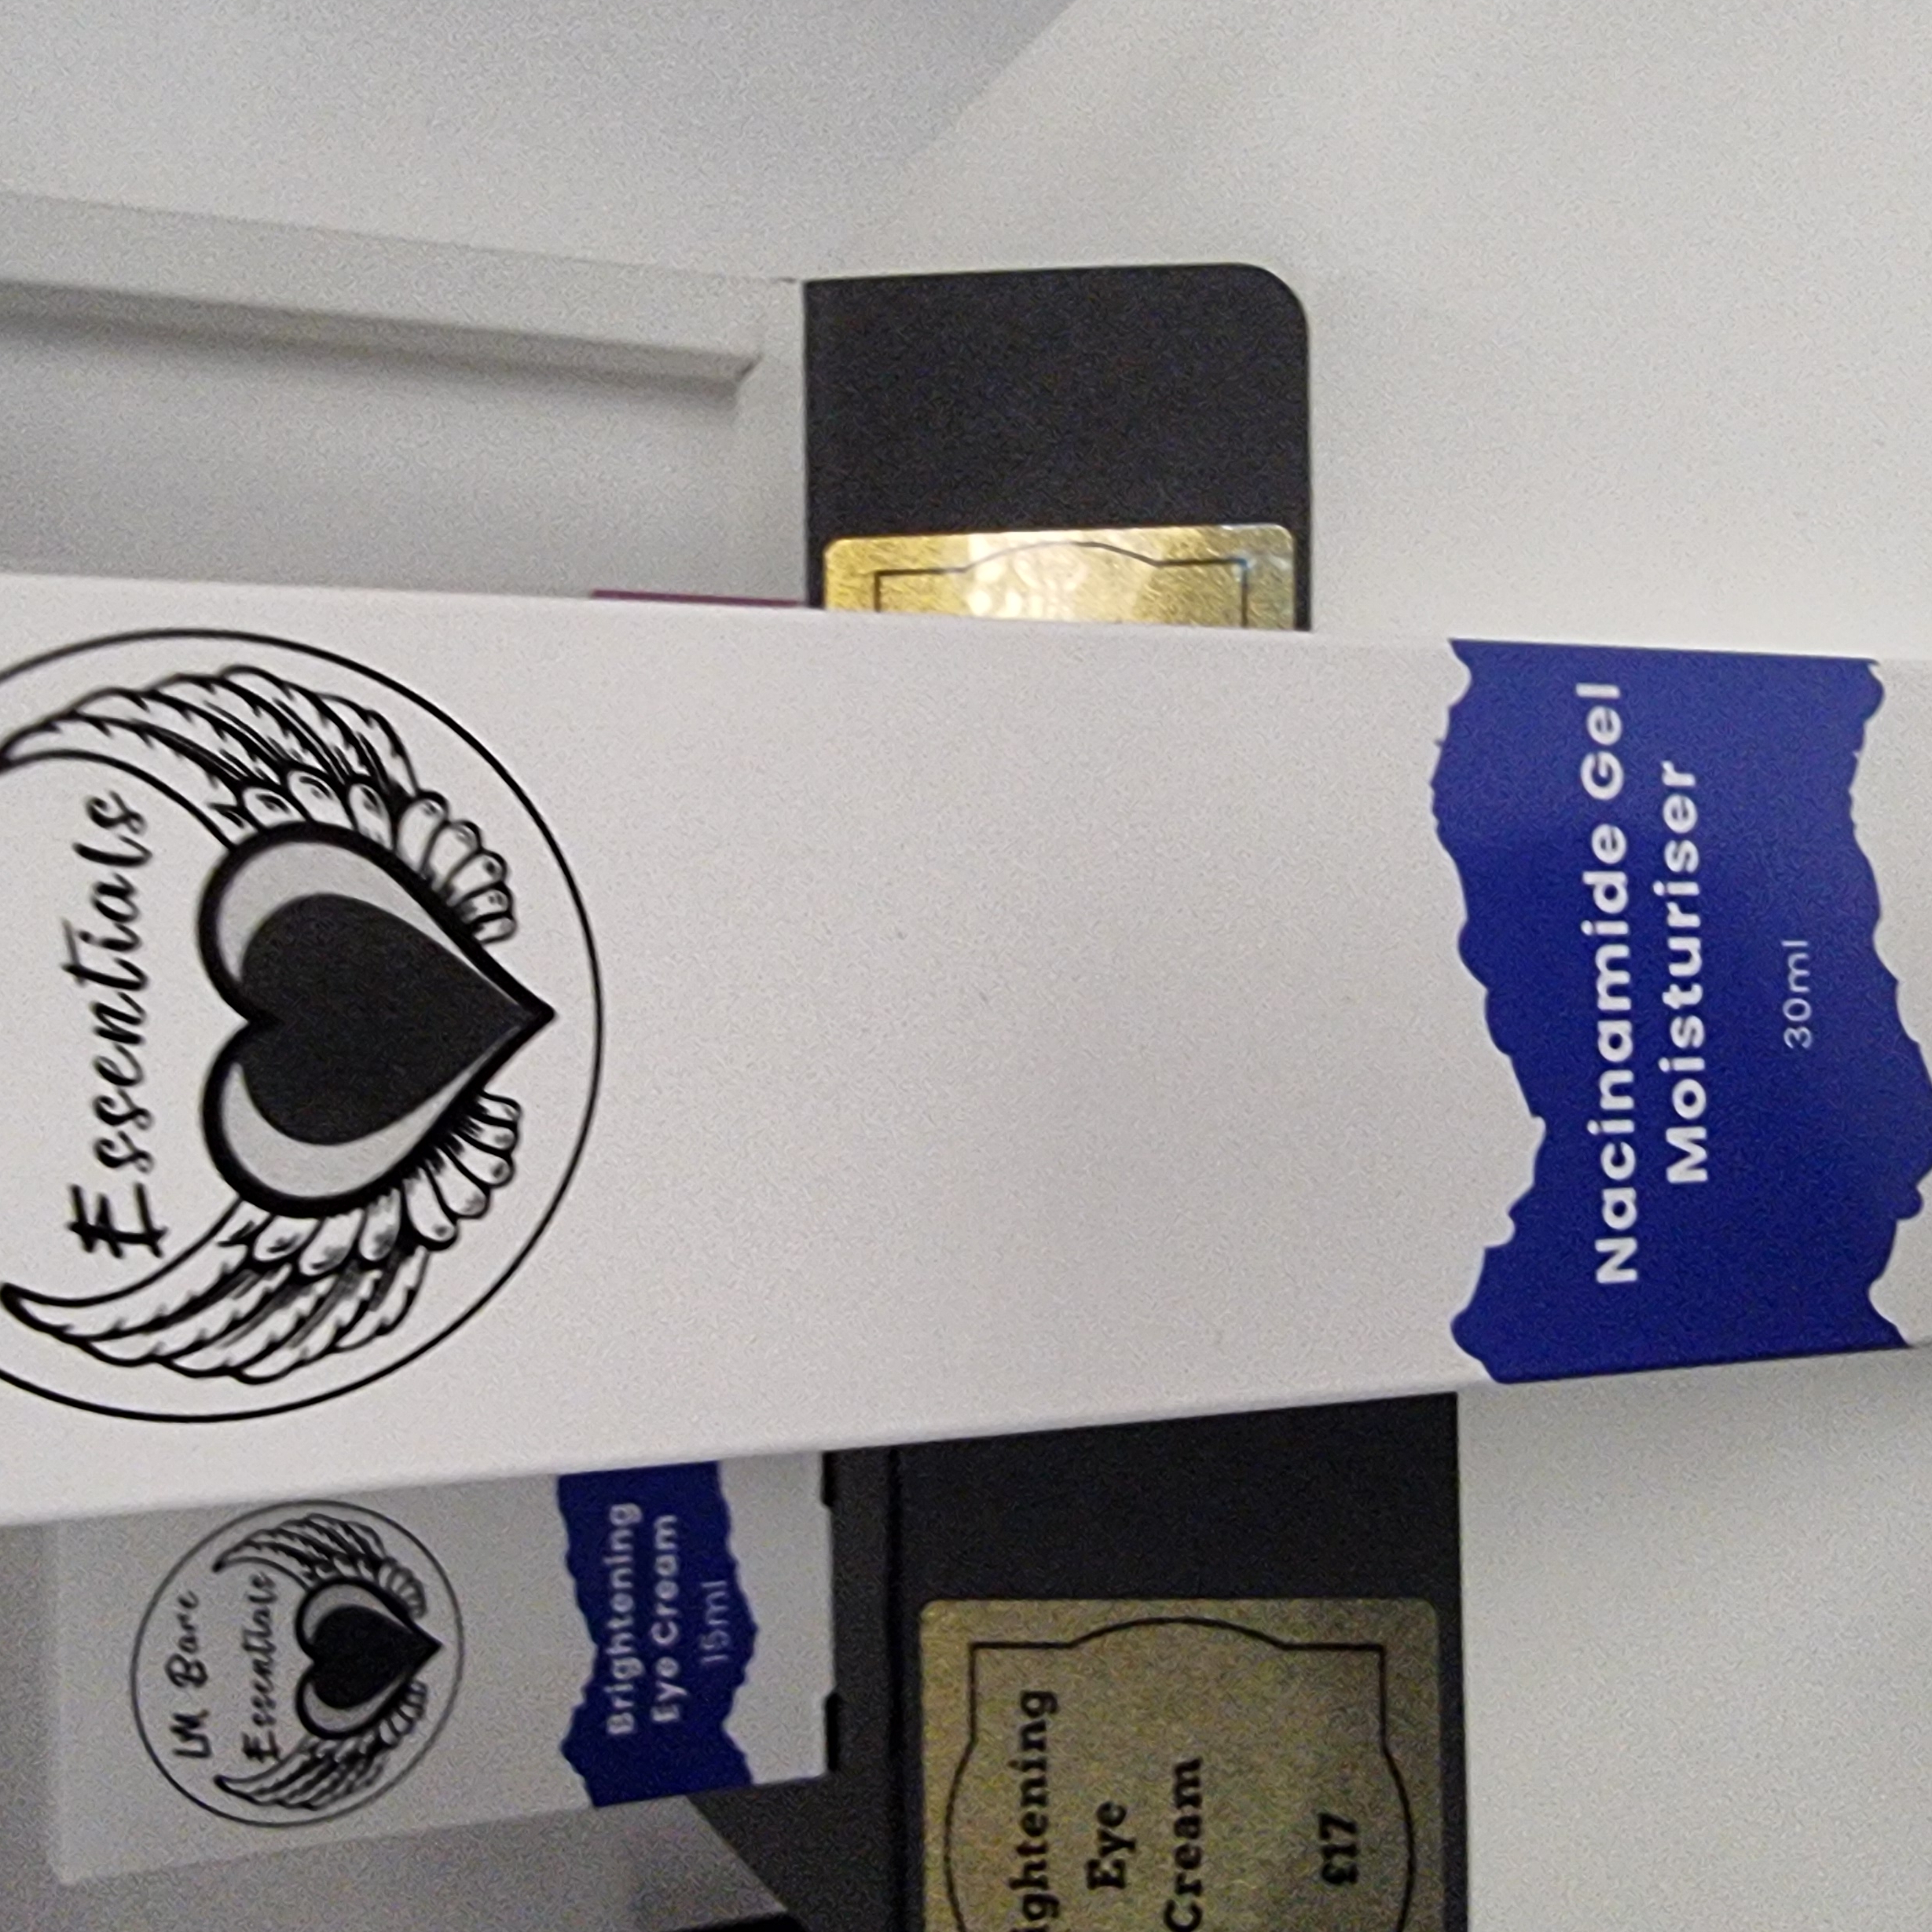 Essentials
Nacinamide Gel
Moisturiser
30ml
LM Bare
Essentials
Brightening
Eye Cream
15ml
ightening
Eye
Cream
£17